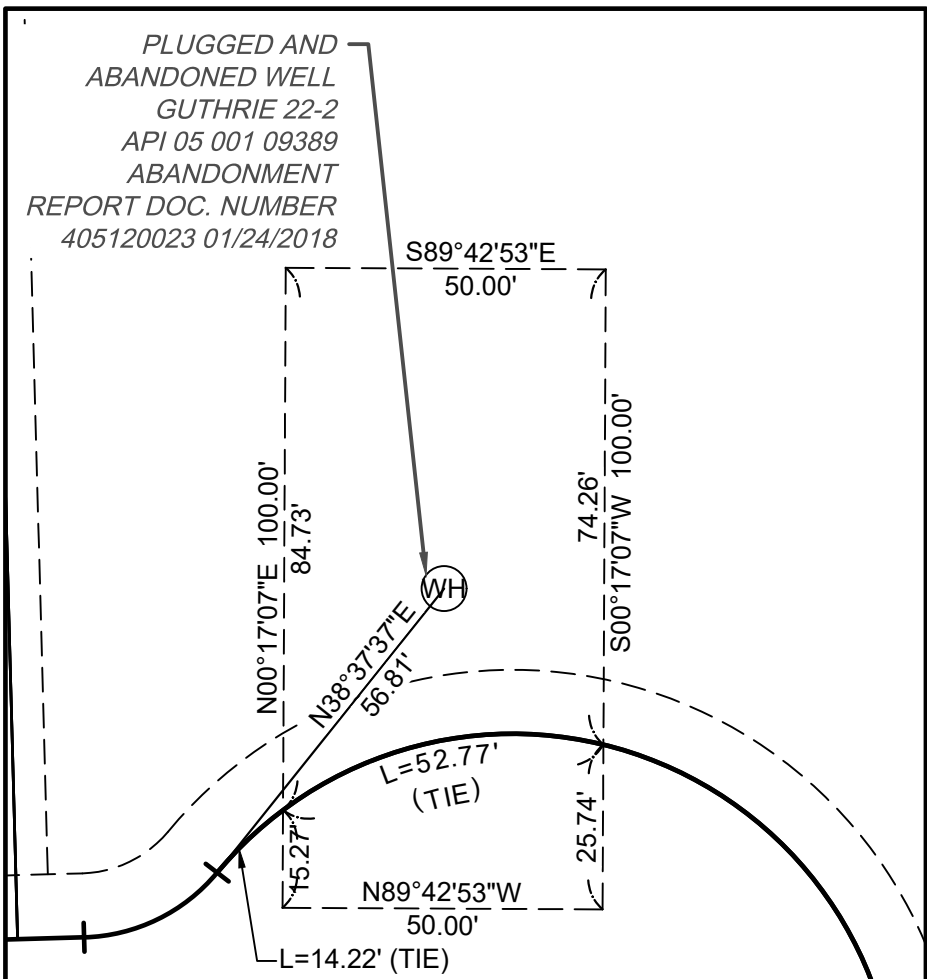 PLUGGED AND
ABANDONED WELL
GUTHRIE 22-2
API 05 001 09389
ABANDONMENT
REPORT DOC. NUMBER
405120023 01/24/2018
S89°42'53"E
50.00'
N00°17'07"E 100.00'
84.73'
74.26'
S00°17'07"W 100.00'
WH
N38°37'37"E
56.81'
L=52.77'
(TIE)
15.27'
25.74'
N89°42'53"W
50.00'
L=14.22' (TIE)